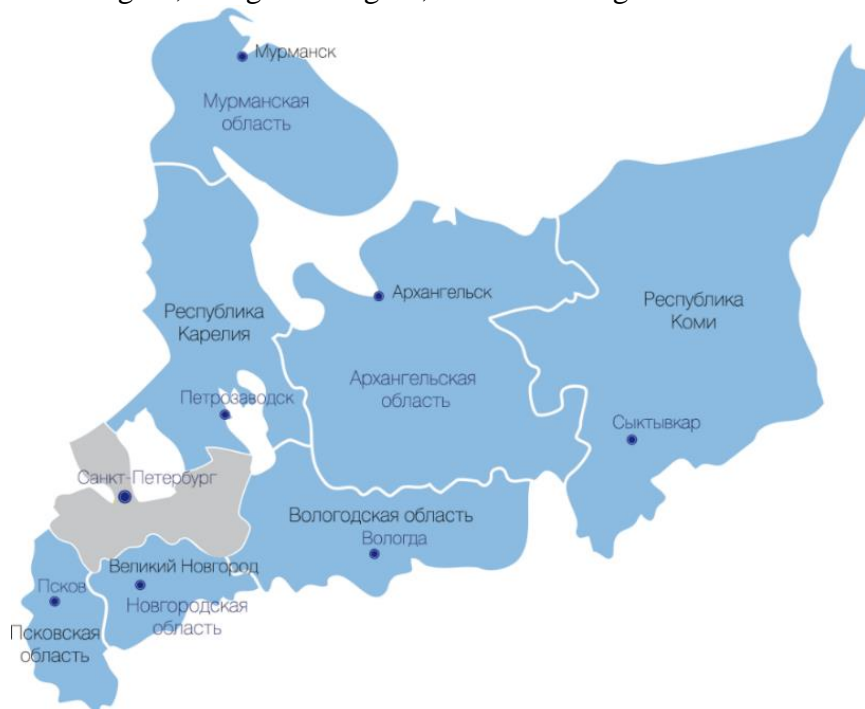 Мурманск
Мурманская
область
Архангельск
Республика
Карелия
Республика
Коми
Архангельская
область
Петрозаводск
Сыктывкар
Санкт-Петербург
Вологодская область
Вологда
Великий Новгород
Псков
Новгородская
область
Псковская
область